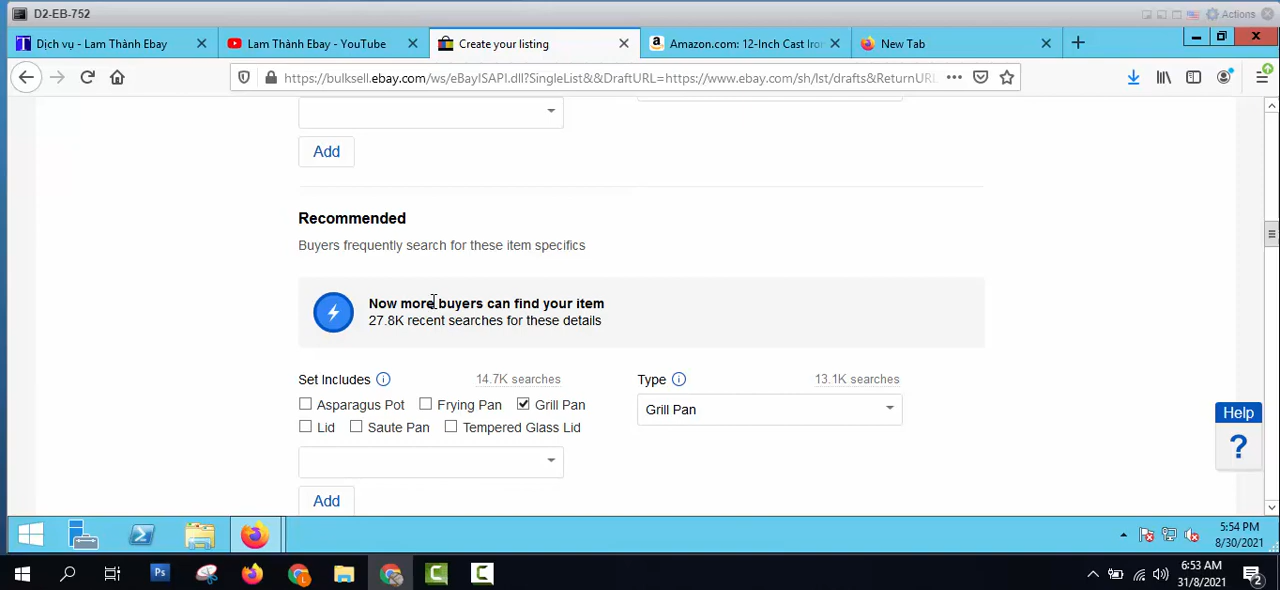 D2-EB-752
Actions
Dịch vụ - Lam Thành Ebay
Lam Thành Ebay - YouTube
Create your listing
Amazon.com: 12-Inch Cast Iron
New Tab
https://bulksell.ebay.com/ws/eBayISAPI.dll?SingleList&&DraftURL=https://www.ebay.com/sh/lst/drafts&ReturnURL
Add
Recommended
Buyers frequently search for these item specifics
Now more buyers can find your item
27.8K recent searches for these details
Set Includes
14.7K searches
Type
13.1K searches
Asparagus Pot
Frying Pan
Grill Pan
Grill Pan
Lid
Saute Pan
Tempered Glass Lid
Add
Help
?
5:54 PM
8/30/2021
Ps
L
6:53 AM
31/8/2021
2